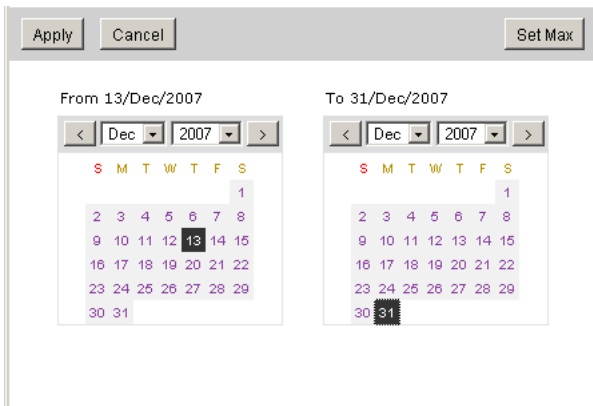 Apply Cancel Set Max
From 13/Dec/2007 To 31/Dec/2007
< Dec 2007 > < Dec 2007 >
S M T W T F S S M T W T F S
1 1
2 3 4 5 6 7 8 2 3 4 5 6 7 8
9 10 11 12 13 14 15 9 10 11 12 13 14 15
16 17 18 19 20 21 22 16 17 18 19 20 21 22
23 24 25 26 27 28 29 23 24 25 26 27 28 29
30 31 30 31